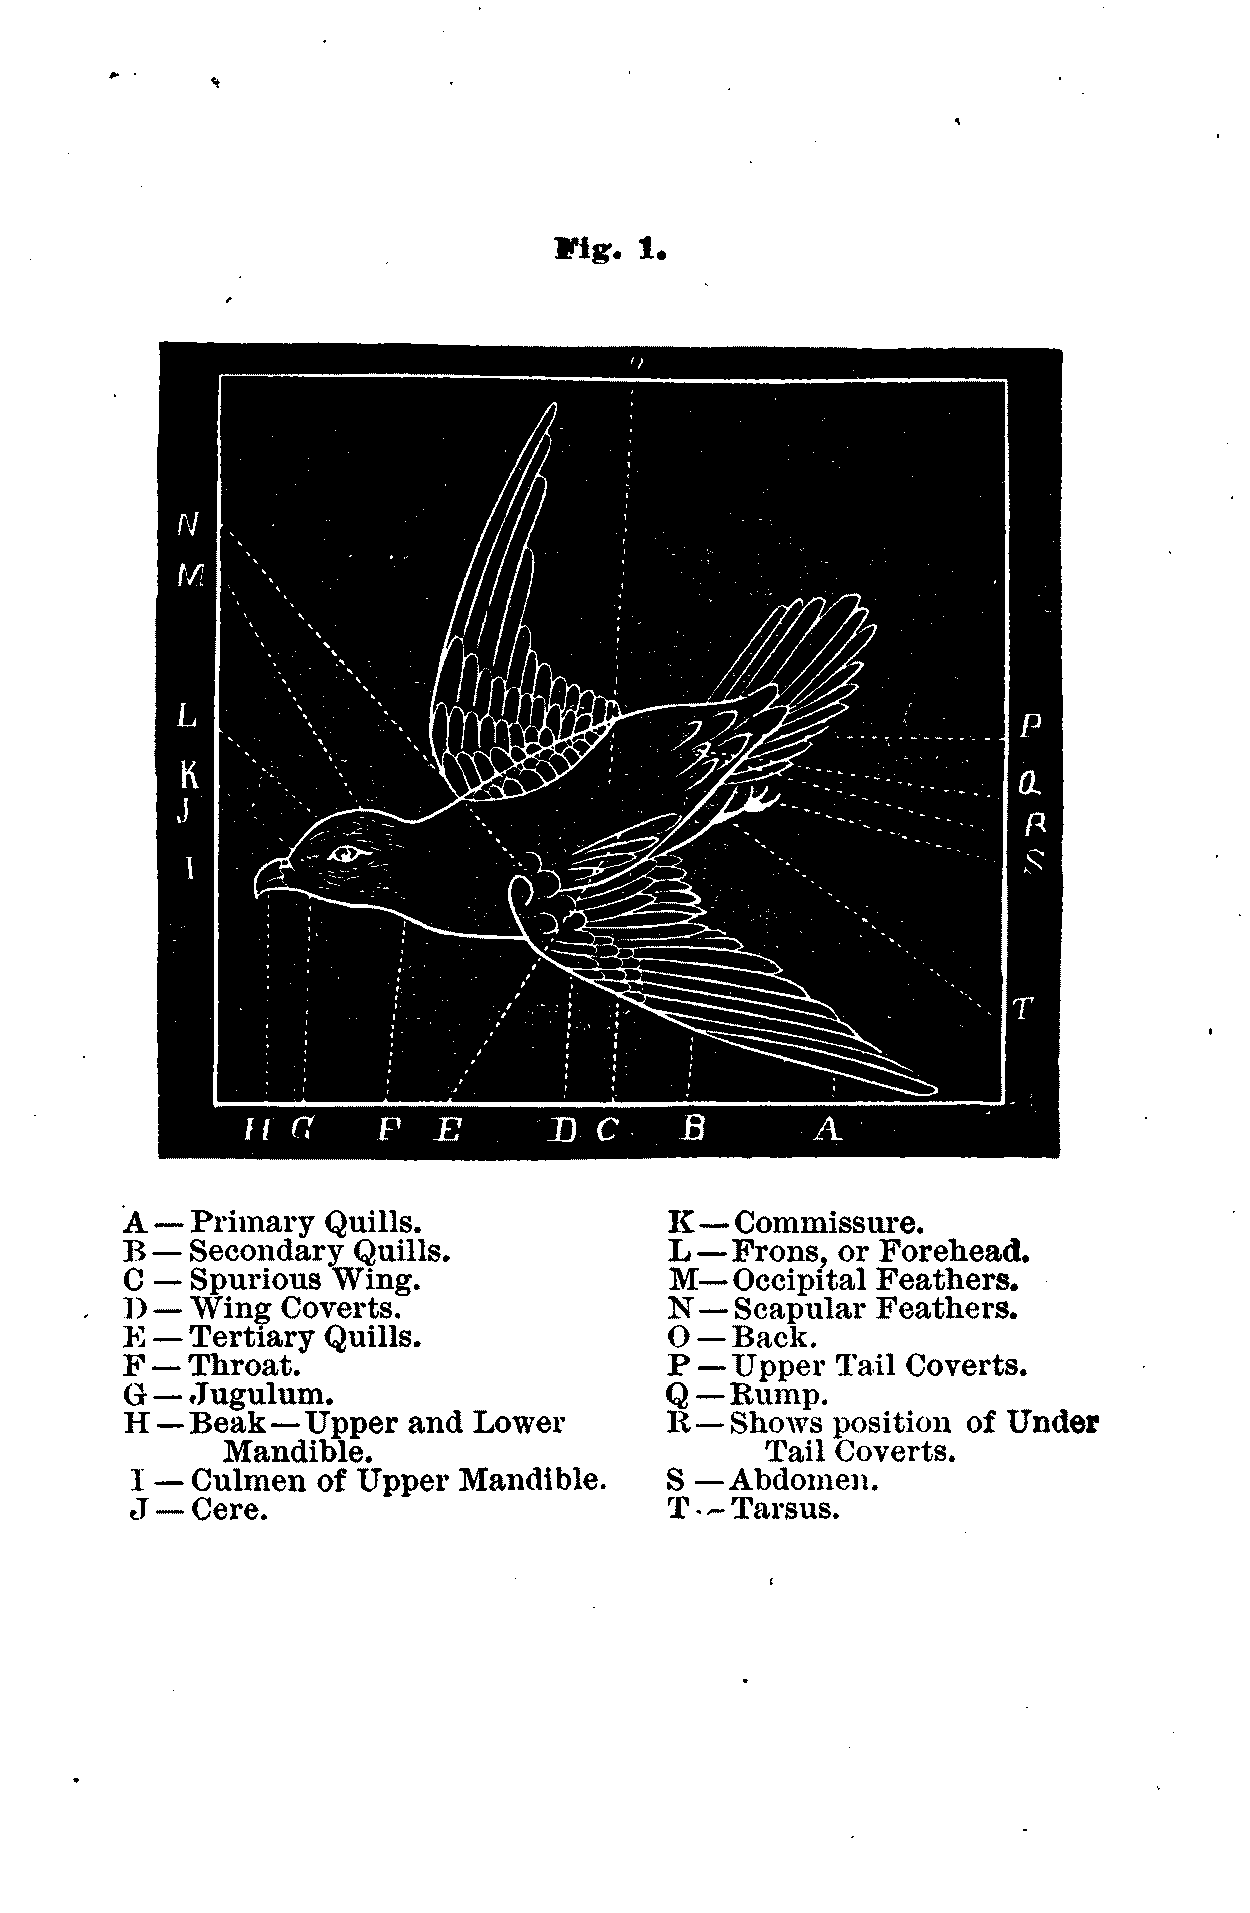 Fig. 1.
N
M
L
K
J
I
P
Q
R
S
T
H G F E D C B A
A — Primary Quills.
B — Secondary Quills.
C — Spurious Wing.
D — Wing Coverts.
E — Tertiary Quills.
F — Throat.
G — Jugulum.
H — Beak — Upper and Lower
Mandible.
I — Culmen of Upper Mandible.
J — Cere.
K — Commissure.
L — Frons, or Forehead.
M — Occipital Feathers.
N — Scapular Feathers.
O — Back.
P — Upper Tail Coverts.
Q — Rump.
R — Shows position of Under
Tail Coverts.
S — Abdomen.
T — Tarsus.